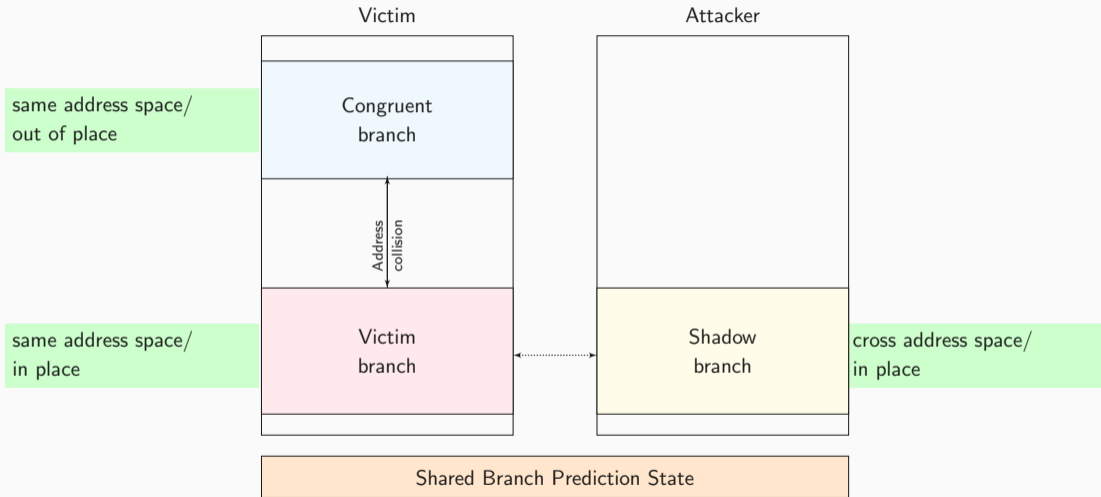 Victim
Attacker
same address space/
out of place
Congruent
branch
Address
collision
same address space/
in place
Victim
branch
Shadow
branch
cross address space/
in place
Shared Branch Prediction State